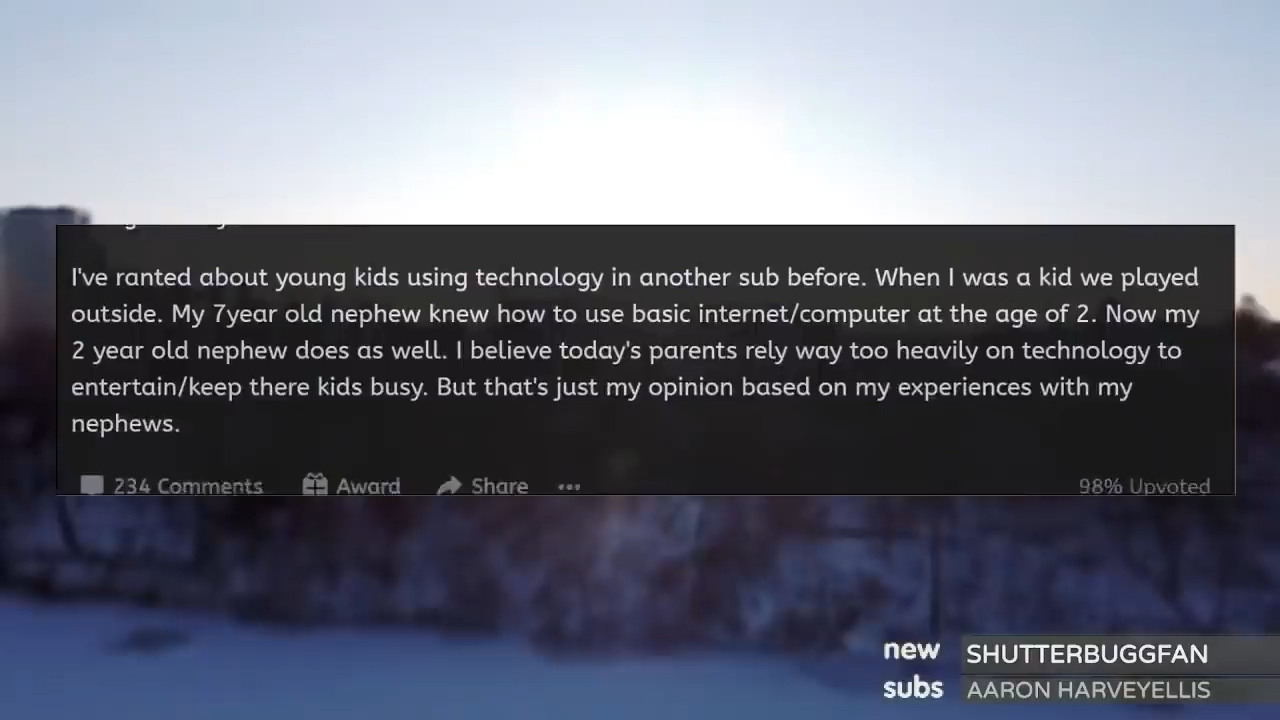 I've ranted about young kids using technology in another sub before. When I was a kid we played
outside. My 7year old nephew knew how to use basic internet/computer at the age of 2. Now my
2 year old nephew does as well. I believe today's parents rely way too heavily on technology to
entertain/keep there kids busy. But that's just my opinion based on my experiences with my
nephews.
234 Comments Award Share ••• 98% Upvoted
new SHUTTERBUGGFAN
subs AARON HARVEYELLIS